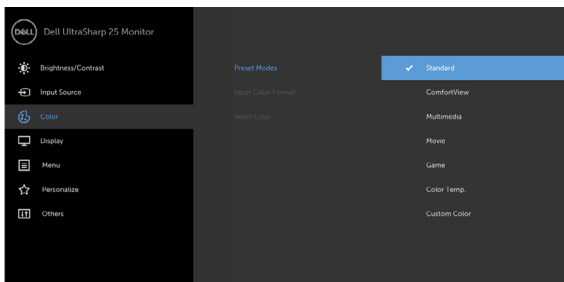 DELL Dell UltraSharp 25 Monitor
Brightness/Contrast
Input Source
Color
Display
Menu
Personalize
Others
Preset Modes
Input Color Format
Reset Color
Standard
ComfortView
Multimedia
Movie
Game
Color Temp.
Custom Color